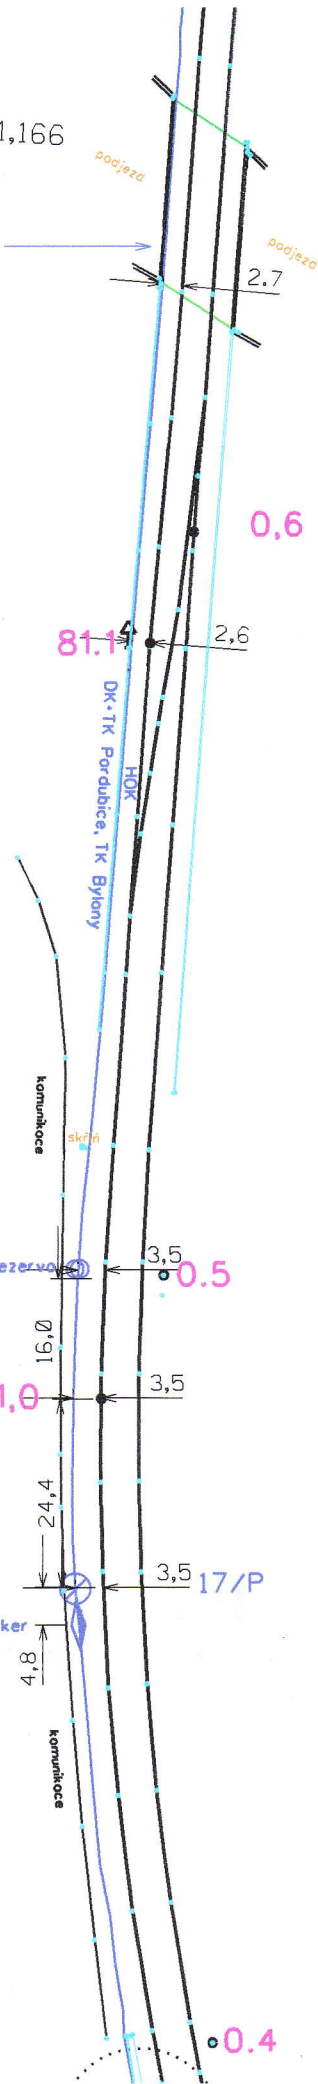 1,166
podjezd
podjezd
2.7
0,6
81.1
2,6
HOK
DK+TK Pardubice, TK Bylany
komunikace
skříň
ezerva
3,5
0.5
16,0
1,0
3,5
24,4
3,5
17/P
ker
4,8
komunikace
0.4